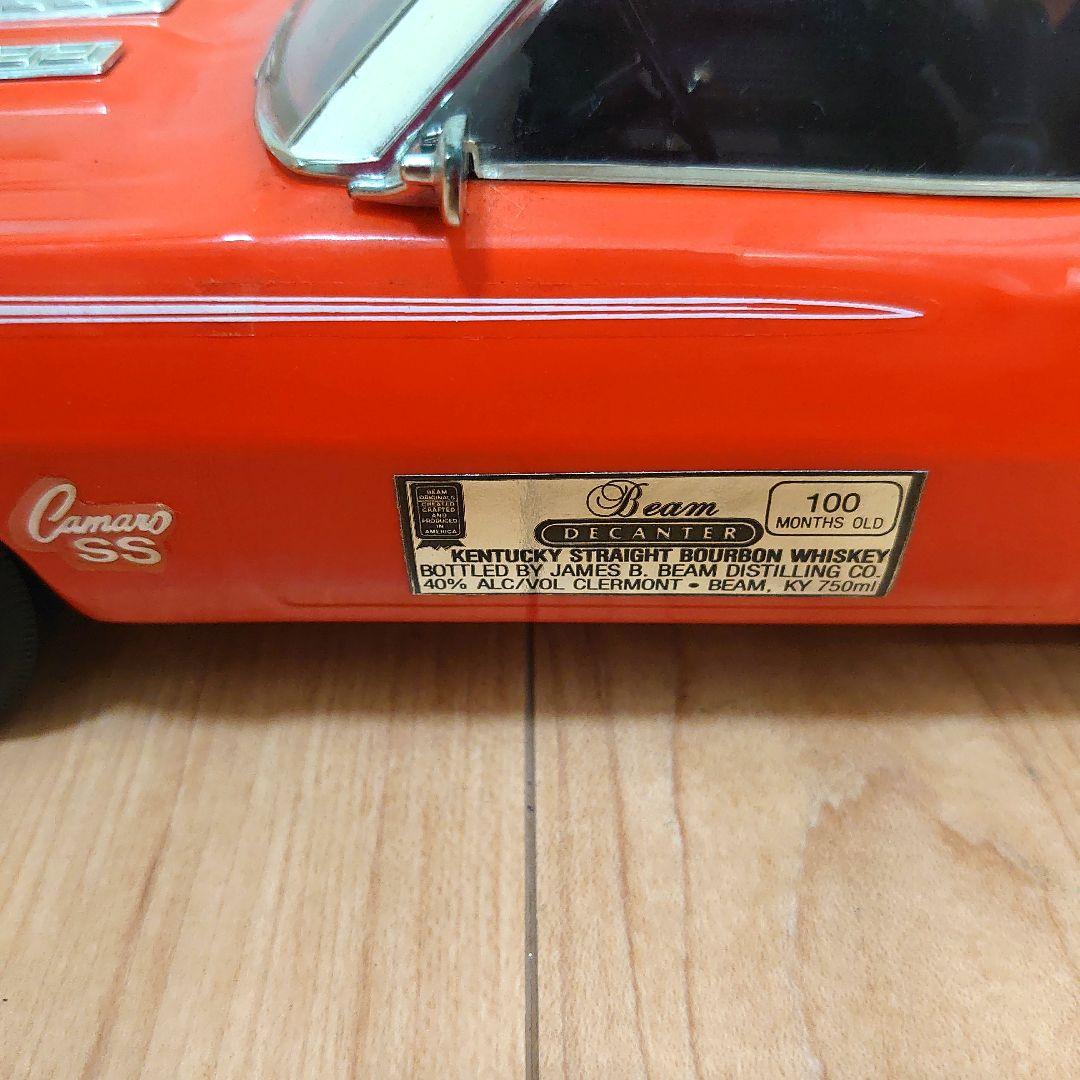 SS
Camaro
SS
BEAM
ORIGINALS
CREATED
CRAFTED
AND
PRODUCED
IN
AMERICA
Beam
DECANTER
100
MONTHS OLD
KENTUCKY STRAIGHT BOURBON WHISKEY
BOTTLED BY JAMES B. BEAM DISTILLING CO.
40% ALC/VOL CLERMONT • BEAM, KY 750ml